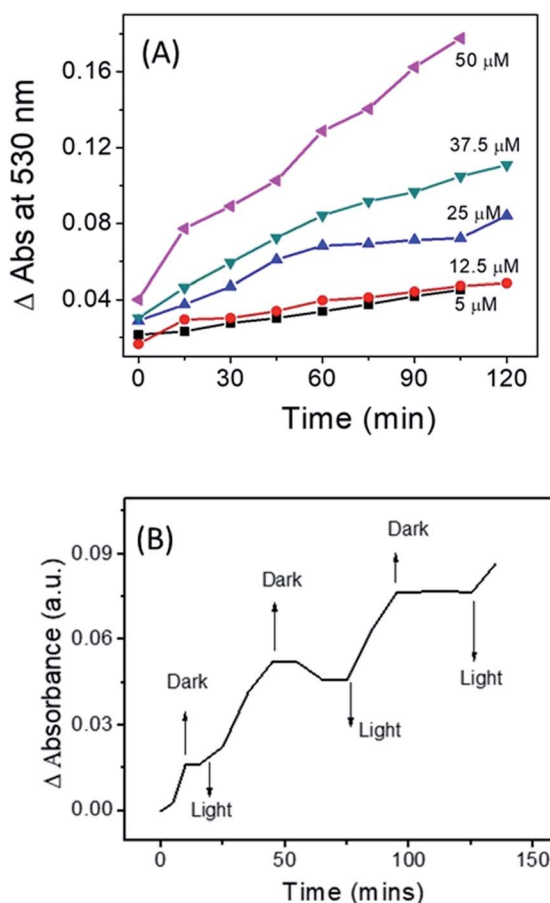 (A)
50 μM
0.16
0.12
37.5 μM
0.08
25 μM
12.5 μM
0.04
5 μM
Δ Abs at 530 nm
0 30 60 90 120
Time (min)
(B)
Dark
0.09
Dark
0.06
Dark
Light
0.03
Light
0.00
Light
Δ Absorbance (a.u.)
0 50 100 150
Time (mins)